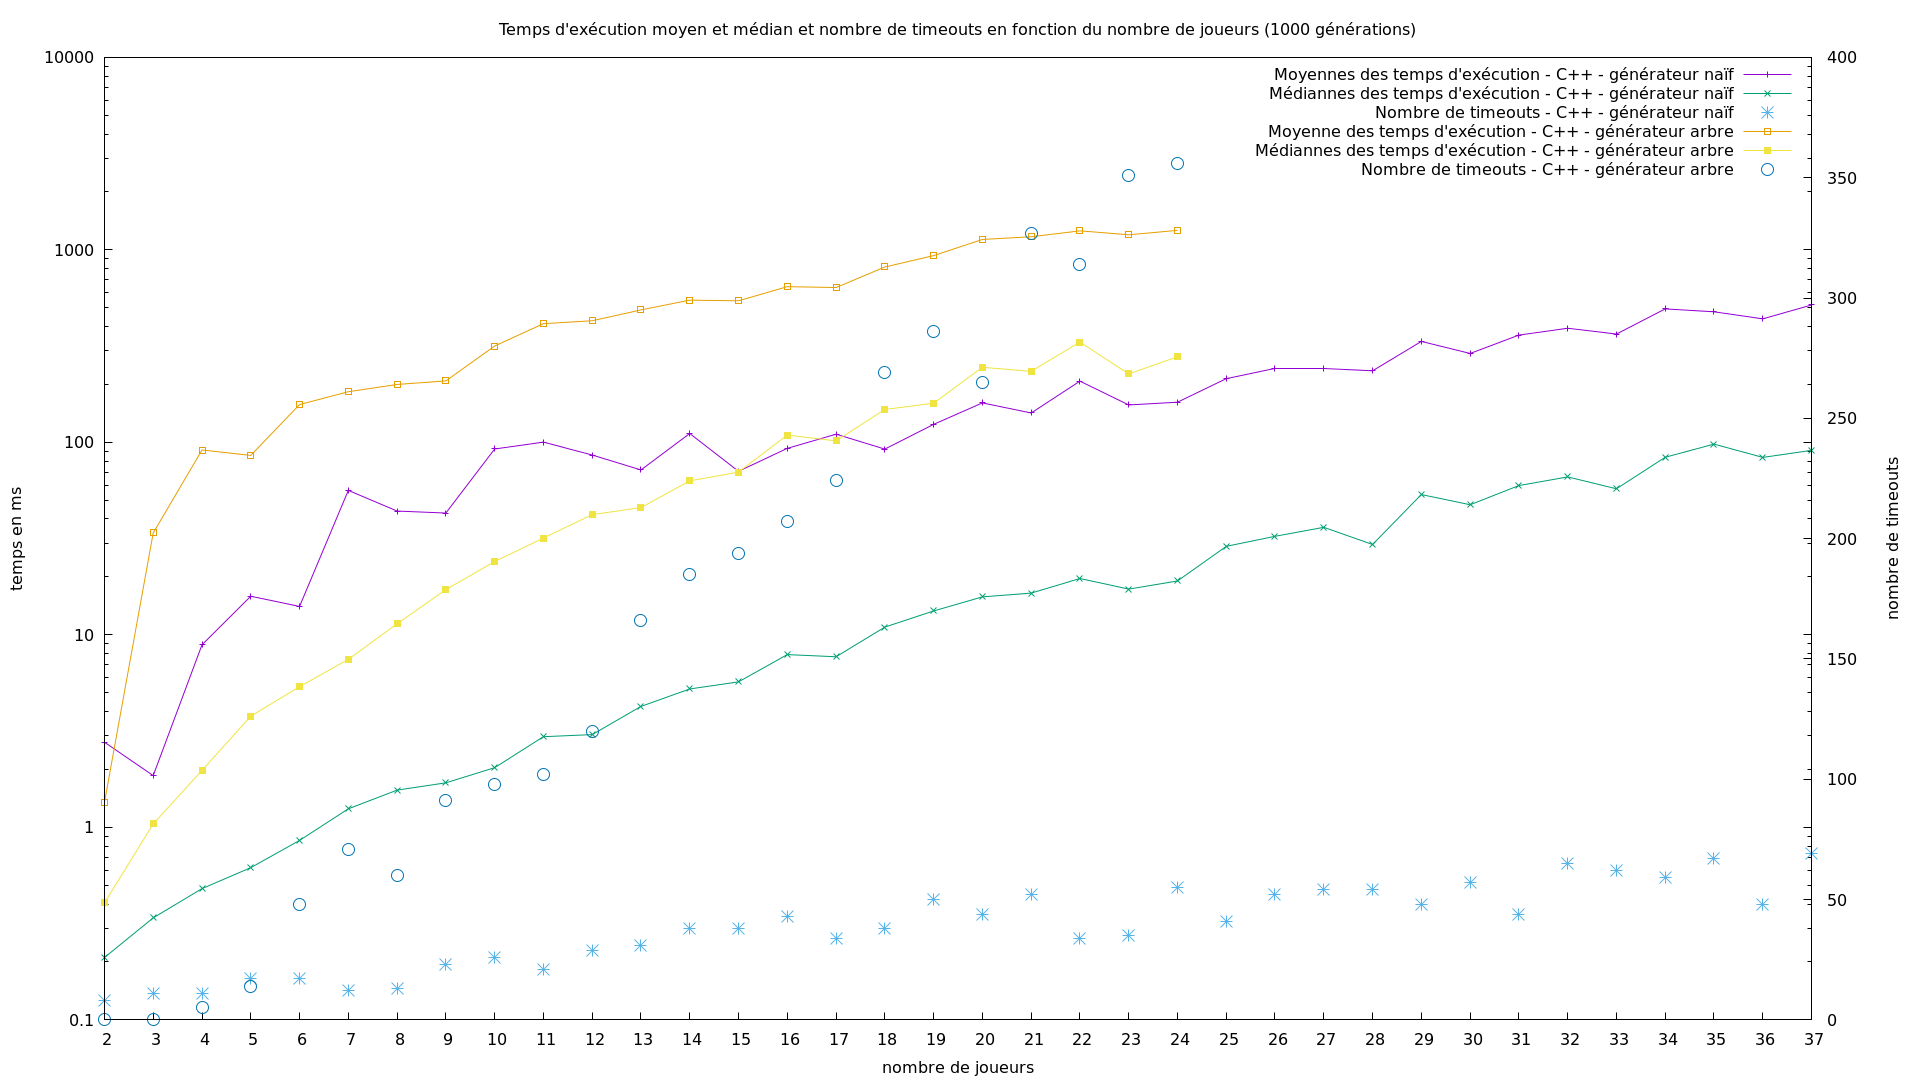 Temps d'exécution moyen et médian et nombre de timeouts en fonction du nombre de joueurs (1000 générations)
Moyennes des temps d'exécution - C++ - générateur naïf
Médiannes des temps d'exécution - C++ - générateur naïf
Nombre de timeouts - C++ - générateur naïf
Moyenne des temps d'exécution - C++ - générateur arbre
Médiannes des temps d'exécution - C++ - générateur arbre
Nombre de timeouts - C++ - générateur arbre
temps en ms
10000
1000
100
10
1
0.1
400
350
300
250
200
150
100
50
0
nombre de timeouts
2 3 4 5 6 7 8 9 10 11 12 13 14 15 16 17 18 19 20 21 22 23 24 25 26 27 28 29 30 31 32 33 34 35 36 37
nombre de joueurs